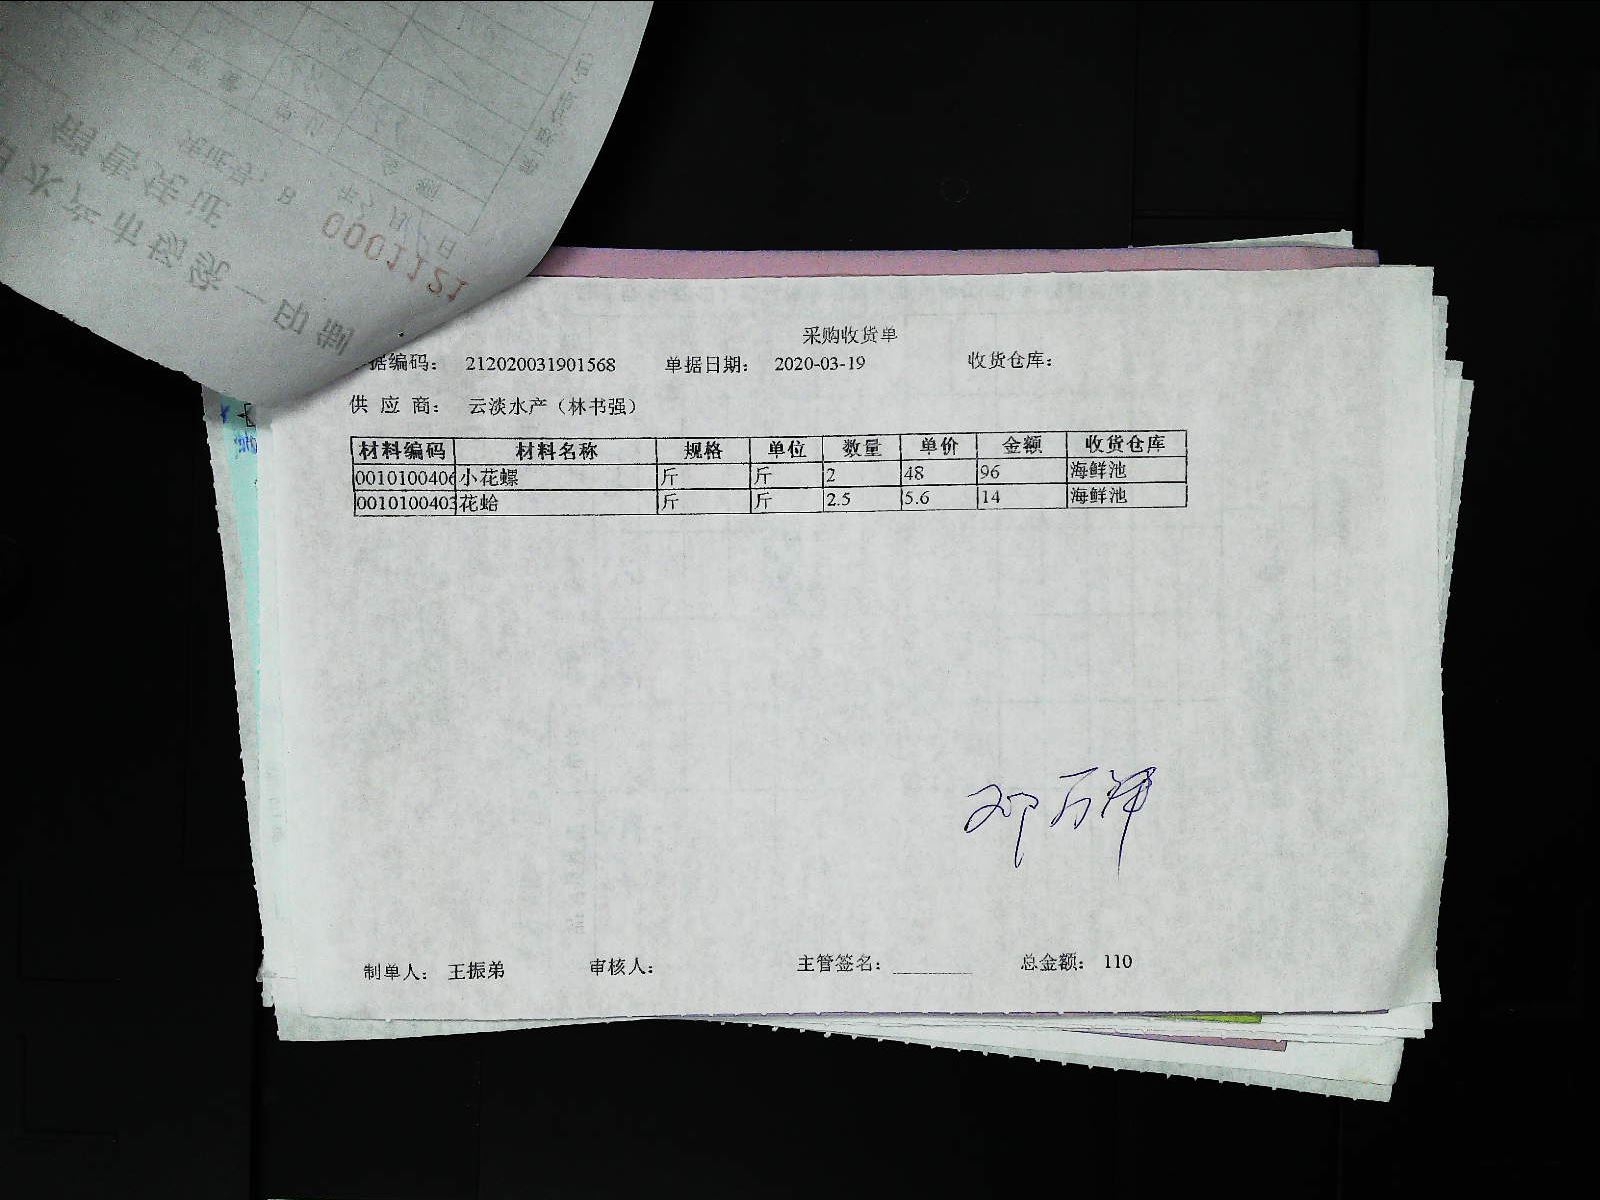 采购收货单
据编码： 212020031901568 单据日期： 2020-03-19 收货仓库：
供 应 商： 云淡水产（林书强）
材料编码 材料名称 规格 单位 数量 单价 金额 收货仓库
0010100406 小花螺 斤 斤 2 48 96 海鲜池
0010100403 花蛤 斤 斤 2.5 5.6 14 海鲜池
邓万祥
制单人： 王振弟 审核人： 主管签名： 总金额： 110
0001121